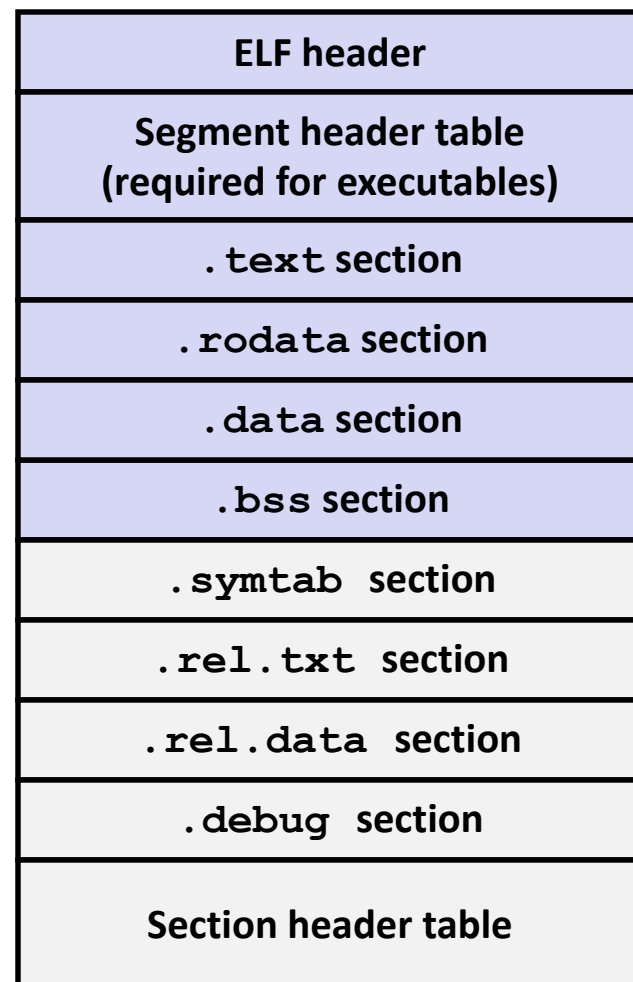 ELF header
Segment header table
(required for executables)
.text section
.rodata section
.data section
.bss section
.symtab section
.rel.txt section
.rel.data section
.debug section
Section header table